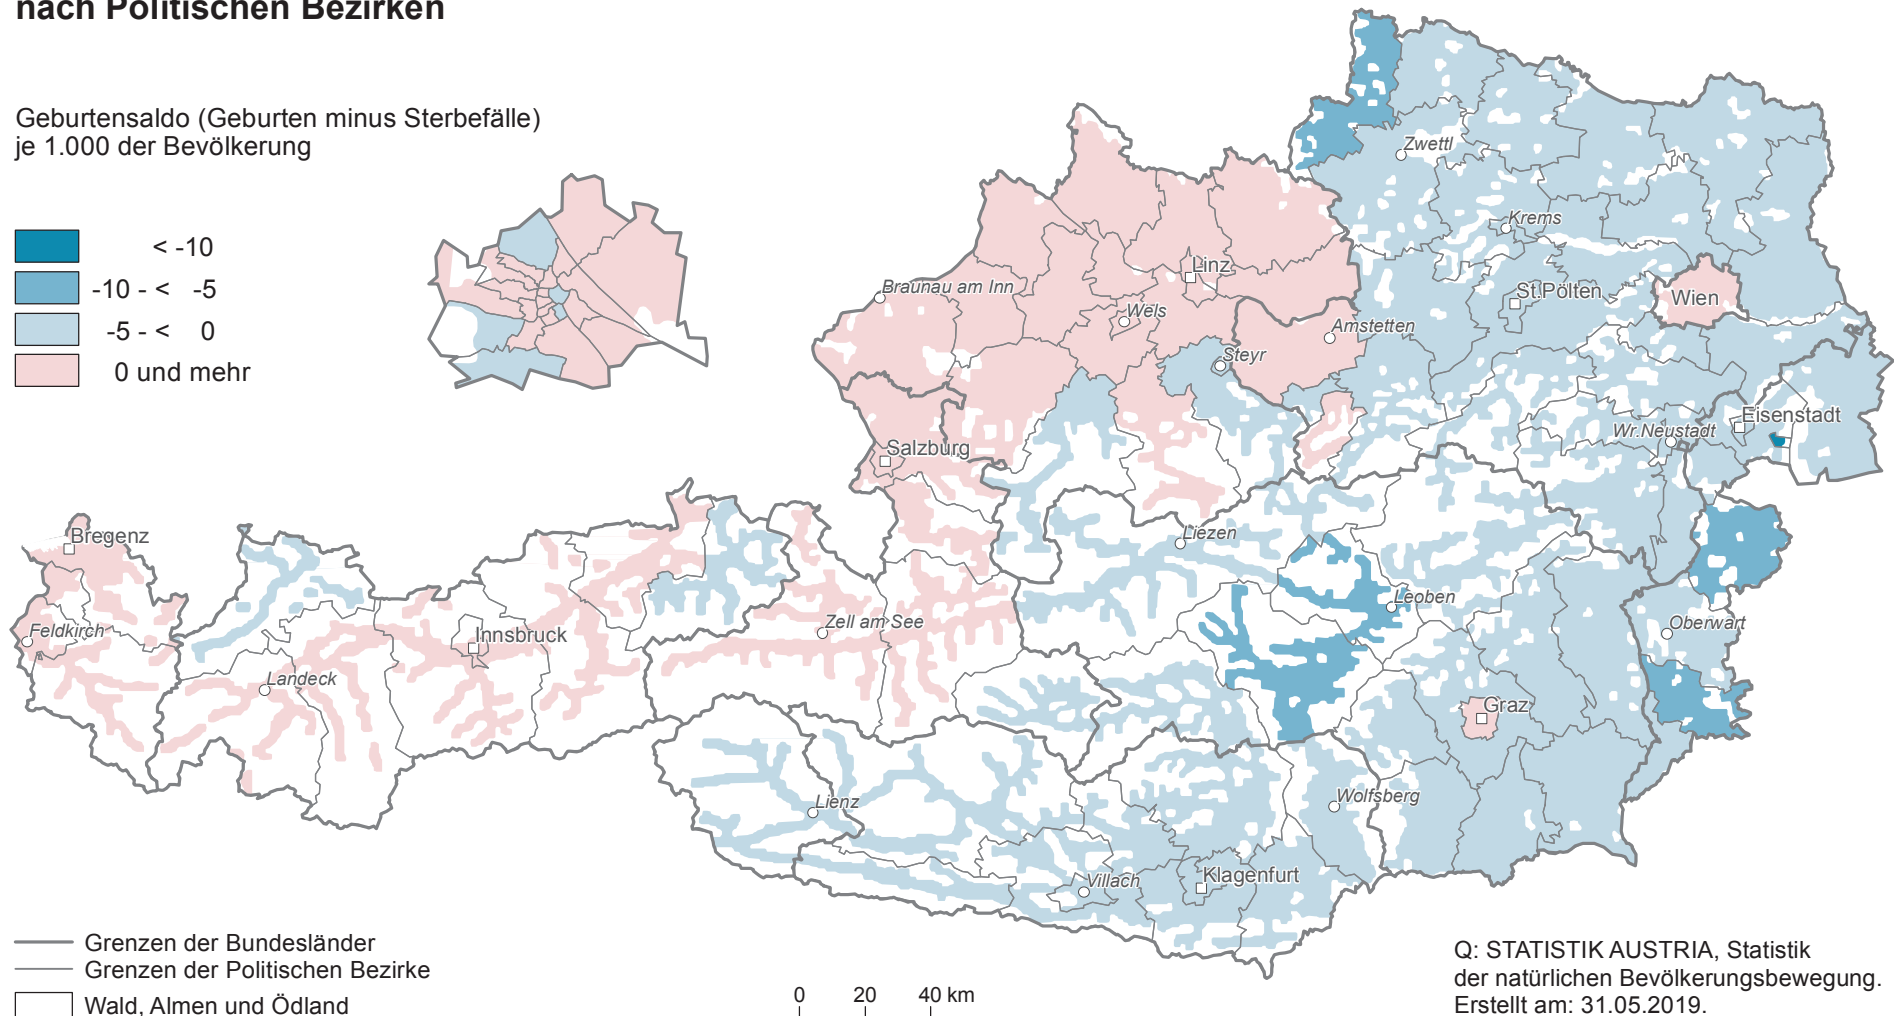 nach Politischen Bezirken
Geburtensaldo (Geburten minus Sterbefälle)
je 1.000 der Bevölkerung
< -10
-10 - < -5
-5 - < 0
0 und mehr
Zwettl
Krems
Linz
Braunau am Inn
St.Pölten
Wien
Wels
Amstetten
Steyr
Eisenstadt
Wr.Neustadt
Salzburg
Bregenz
Liezen
Leoben
Feldkirch
Innsbruck
Zell am See
Oberwart
Landeck
Graz
Lienz
Wolfsberg
Villach
Klagenfurt
Grenzen der Bundesländer
Grenzen der Politischen Bezirke
Wald, Almen und Ödland
0 20 40 km
Q: STATISTIK AUSTRIA, Statistik
der natürlichen Bevölkerungsbewegung.
Erstellt am: 31.05.2019.